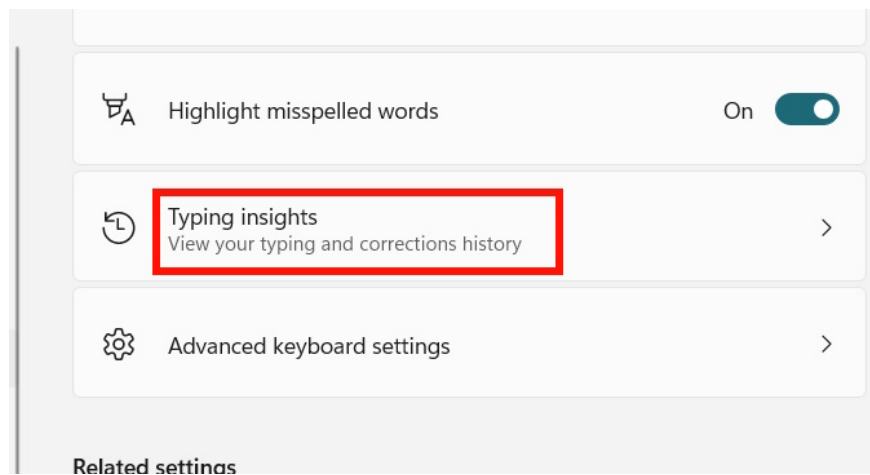 Highlight misspelled words
On
Typing insights
View your typing and corrections history
Advanced keyboard settings
Related settings